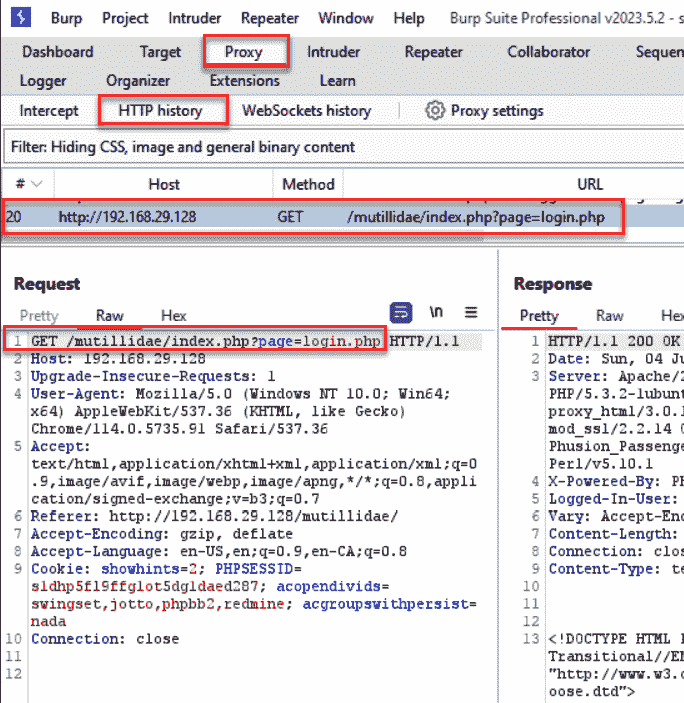 Burp Project Intruder Repeater Window Help Burp Suite Professional v2023.5.2 - s
Dashboard Target Proxy Intruder Repeater Collaborator Sequen
Logger Organizer Extensions Learn
Intercept HTTP history WebSockets history Proxy settings
Filter: Hiding CSS, image and general binary content
# Host Method URL
20 http://192.168.29.128 GET /mutillidae/index.php?page=login.php
Request
Pretty Raw Hex \n
1 GET /mutillidae/index.php?page=login.php HTTP/1.1
2 Host: 192.168.29.128
3 Upgrade-Insecure-Requests: 1
4 User-Agent: Mozilla/5.0 (Windows NT 10.0; Win64;
x64) AppleWebKit/537.36 (KHTML, like Gecko)
Chrome/114.0.5735.91 Safari/537.36
5 Accept:
text/html,application/xhtml+xml,application/xml;q=0
.9,image/avif,image/webp,image/apng,*/*;q=0.8,appli
cation/signed-exchange;v=b3;q=0.7
6 Referer: http://192.168.29.128/mutillidae/
7 Accept-Encoding: gzip, deflate
8 Accept-Language: en-US,en;q=0.9,en-CA;q=0.8
9 Cookie: showhints=2; PHPSESSID=
sldhp5fl9ffglot5dgldaed287; acopendivids=
swingset,jotto,phpbb2,redmine; acgroupswithpersist=
nada
10 Connection: close
11
12
Response
Pretty Raw Hex
1 HTTP/1.1 200 OK
2 Date: Sun, 04 Ju
3 Server: Apache/2
PHP/5.3.2-lubunt
proxy_html/3.0.1
mod_ssl/2.2.14 (
Phusion_Passenge
Perl/v5.10.1
4 X-Powered-By: PH
5 Logged-In-User:
6 Vary: Accept-Enc
7 Content-Length:
8 Connection: clos
9 Content-Type: te
10
11
12
13 <!DOCTYPE HTML P
Transitional//EN
"http://www.w3.o
oose.dtd">